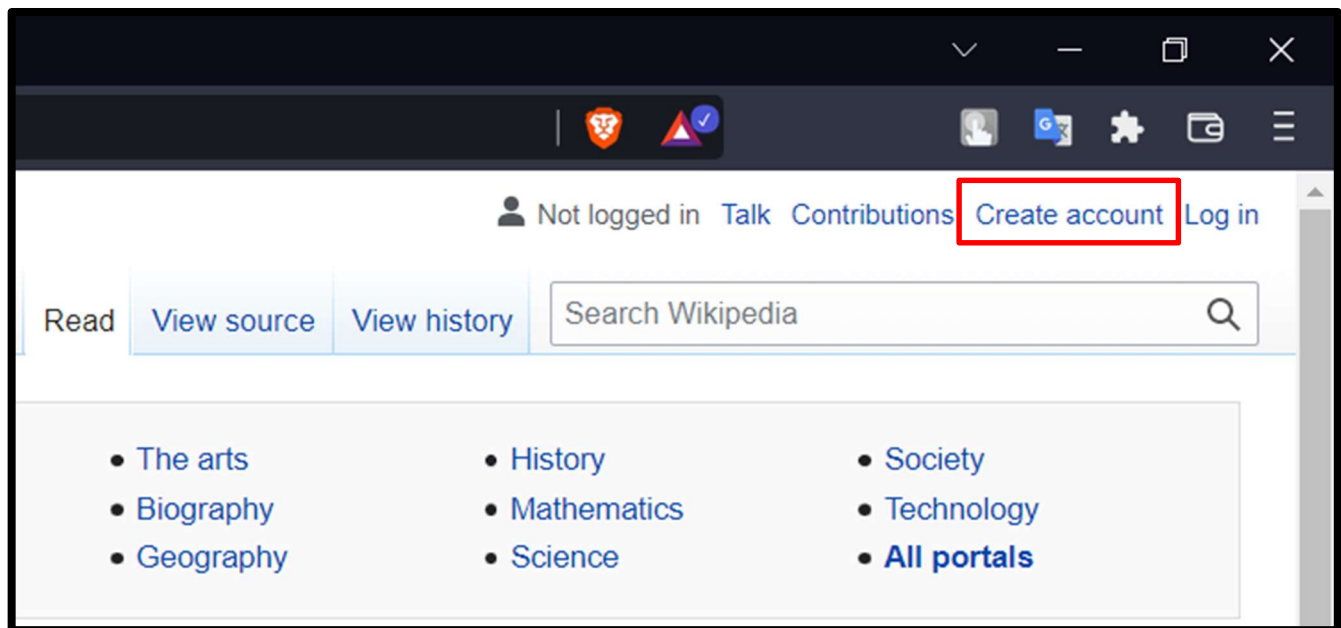 Not logged in Talk Contributions Create account Log in
Read View source View history Search Wikipedia
The arts History Society
Biography Mathematics Technology
Geography Science All portals